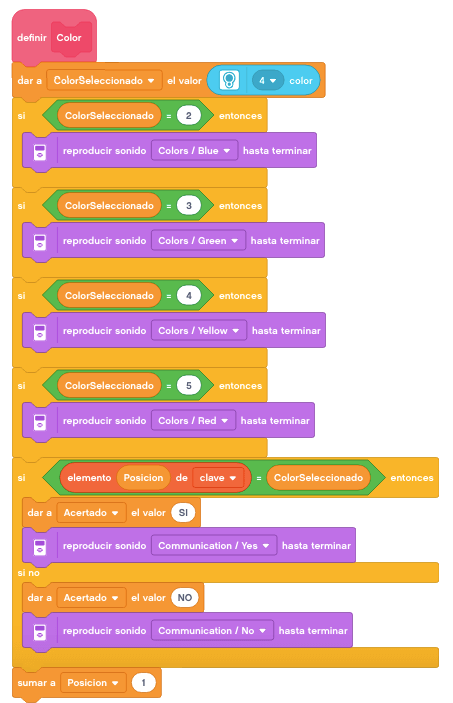 definir Color
dar a ColorSeleccionado el valor 4 color
si ColorSeleccionado = 2 entonces
reproducir sonido Colors / Blue hasta terminar
si ColorSeleccionado = 3 entonces
reproducir sonido Colors / Green hasta terminar
si ColorSeleccionado = 4 entonces
reproducir sonido Colors / Yellow hasta terminar
si ColorSeleccionado = 5 entonces
reproducir sonido Colors / Red hasta terminar
si elemento Posicion de clave = ColorSeleccionado entonces
dar a Acertado el valor SI
reproducir sonido Communication / Yes hasta terminar
si no
dar a Acertado el valor NO
reproducir sonido Communication / No hasta terminar
sumar a Posicion 1